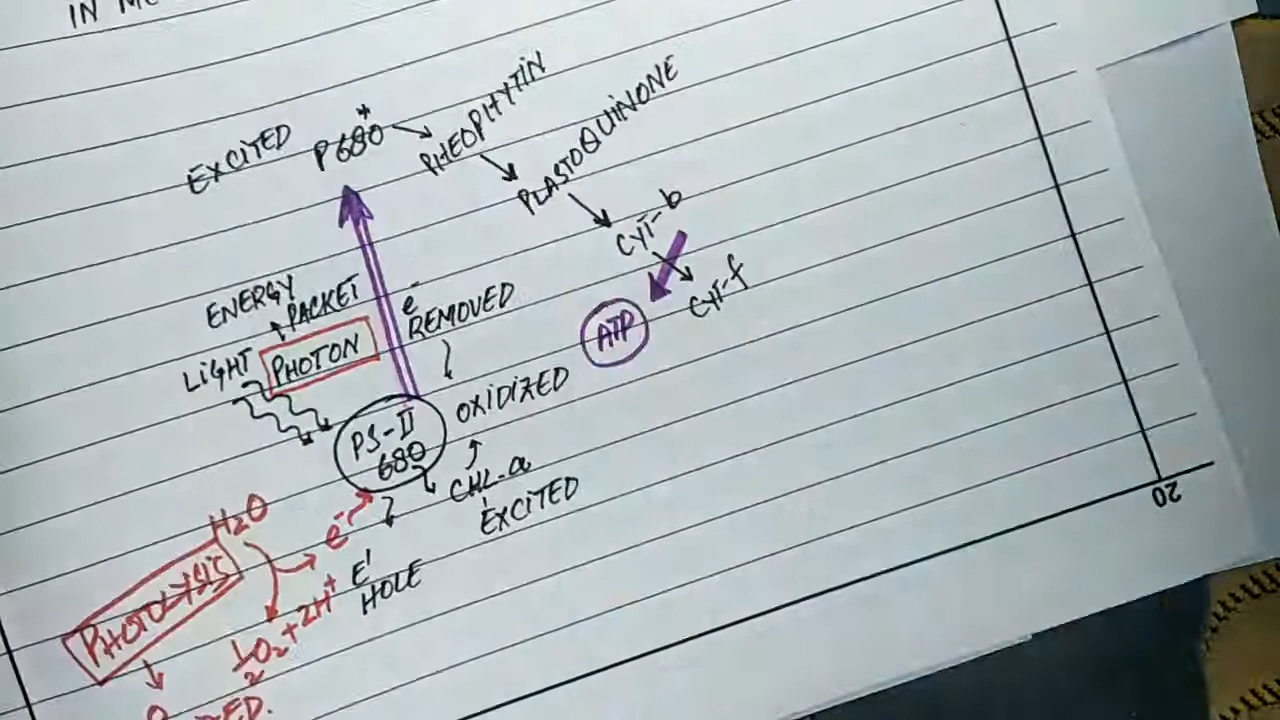 IN
EXCITED P680*
PHEOPHYTIN
PLASTOQUINONE
CYT-b
CYT-f
ATP
ENERGY
PACKET
LIGHT PHOTON
e-
REMOVED
OXIDIZED
PS-II
680
CHL-a
EXCITED
H2O
e-
PHOTOLYSIS
1/2O2+2H+
E'
HOLE
20